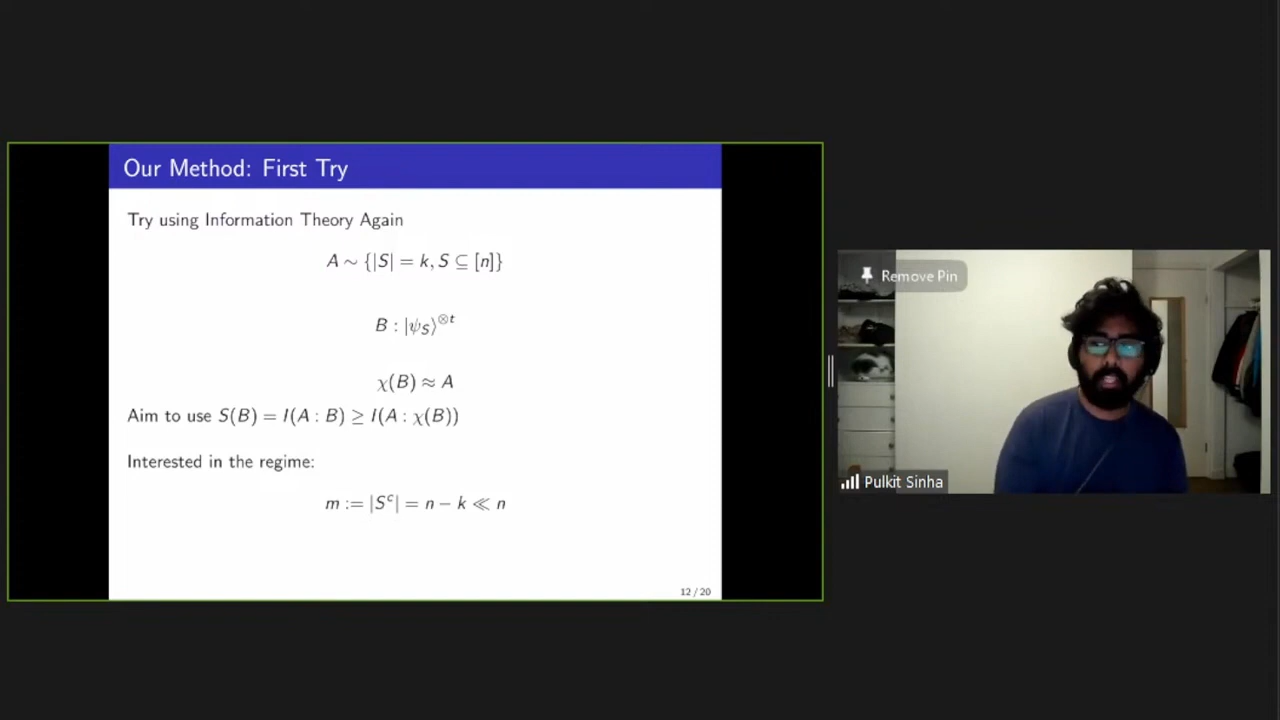 Our Method: First Try
Try using Information Theory Again
A ∼ {|S| = k, S ⊆ [n]}
B : |ψ_S⟩^{⊗t}
χ(B) ≈ A
Aim to use S(B) = I(A : B) ≥ I(A : χ(B))
Interested in the regime:
m := |S^c| = n − k ≪ n
12 / 20
Remove Pin
Pulkit Sinha